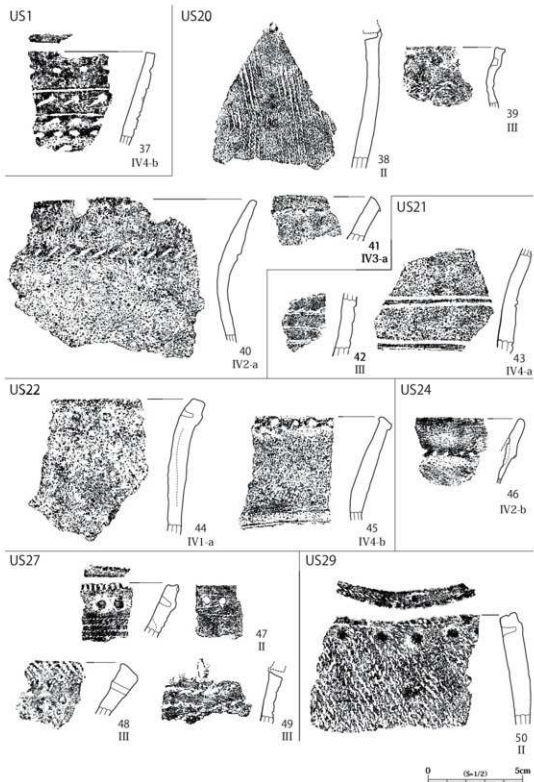 US1
37
IV4-b
US20
38
II
39
III
40
IV2-a
41
IV3-a
US21
42
III
43
IV4-a
US22
44
IV1-a
45
IV4-b
US24
46
IV2-b
US27
47
II
48
III
49
III
US29
50
II
0 (S=1/2) 5cm